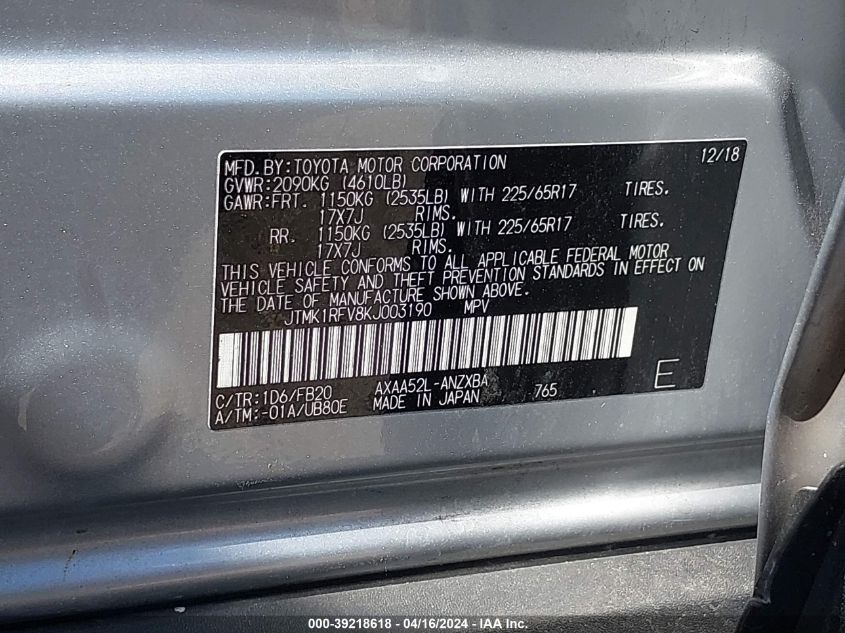 MFD.BY:TOYOTA MOTOR CORPORATION 12/18
GVWR:2090KG (4610LB)
GAWR:FRT. 1150KG (2535LB) WITH 225/65R17 TIRES.
17X7J RIMS.
RR. 1150KG (2535LB) WITH 225/65R17 TIRES.
17X7J RIMS.
THIS VEHICLE CONFORMS TO ALL APPLICABLE FEDERAL MOTOR
VEHICLE SAFETY AND THEFT PREVENTION STANDARDS IN EFFECT ON
THE DATE OF MANUFACTURE SHOWN ABOVE.
JTMK1RFV8KJ003190 MPV
C/TR:1D6/FB20 AXAA52L-ANZXBA 765 E
A/TM:-01A/UB80E MADE IN JAPAN
000-39218618 - 04/16/2024 - IAA Inc.